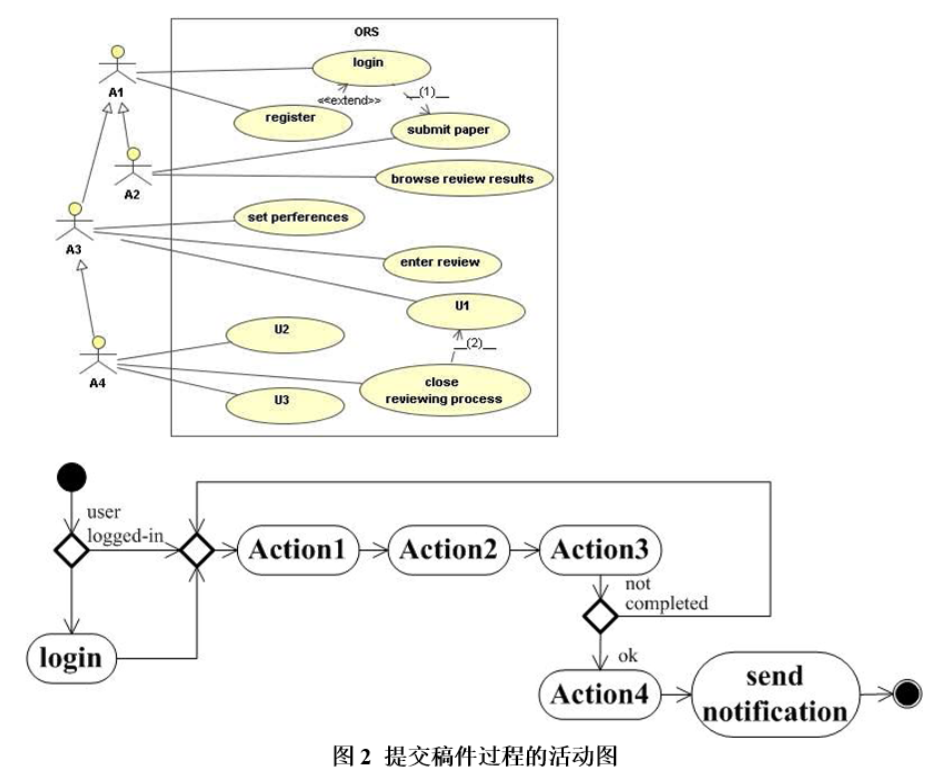 ORS
login
A1
<<extend>>
(1)
register
submit paper
A2
browse review results
set perferences
A3
enter review
U1
U2
(2)
A4
close
reviewing process
U3
user
logged-in
Action1
Action2
Action3
not
completed
login
ok
Action4
send
notification
图 2 提交稿件过程的活动图